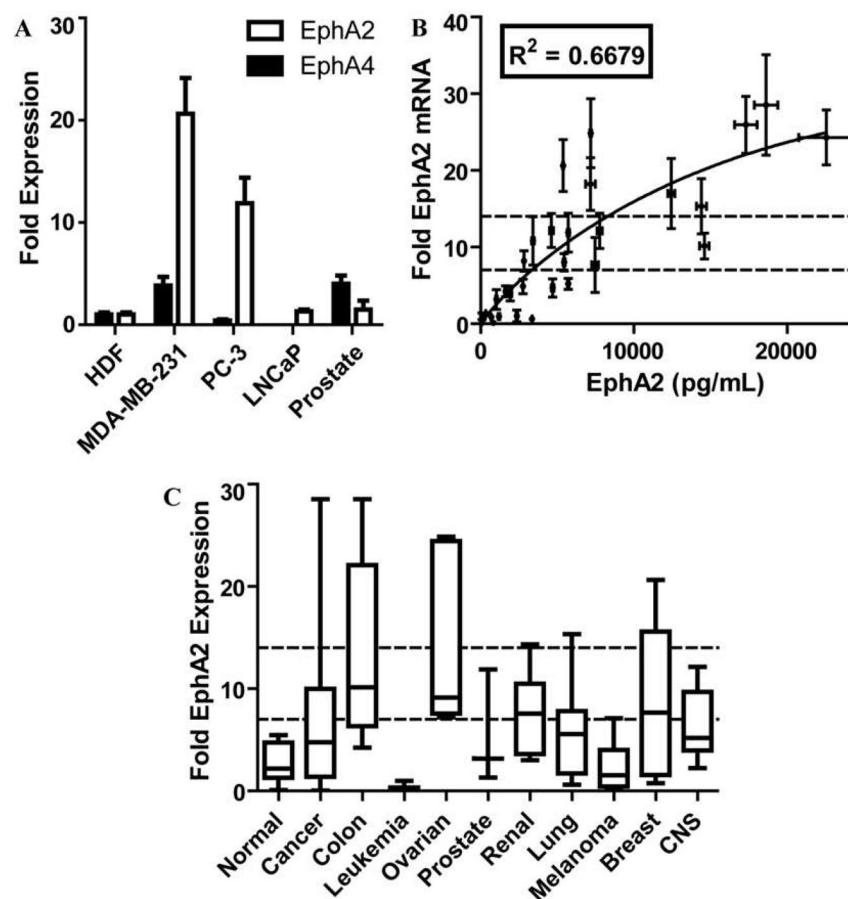 A
30
20
10
0
Fold Expression
EphA2
EphA4
HDF
MDA-MB-231
PC-3
LNCaP
Prostate
B
R² = 0.6679
40
30
20
10
0
Fold EphA2 mRNA
0 10000 20000
EphA2 (pg/mL)
C
30
20
10
0
Fold EphA2 Expression
Normal
Cancer
Colon
Leukemia
Ovarian
Prostate
Renal
Lung
Melanoma
Breast
CNS